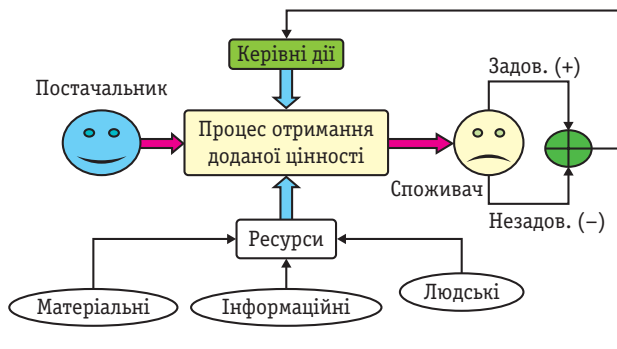 Керівні дії
Задов. (+)
Постачальник
Процес отримання
доданої цінності
Споживач
Незадов. (−)
Ресурси
Матеріальні
Інформаційні
Людські